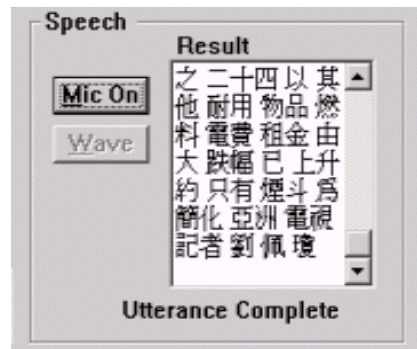 Speech
Result
Mic On
Wave
之 二十四 以 其
他 耐用 物品 燃
料 電費 租金 由
大 跌幅 已 上升
約 只有 煙斗 爲
簡化 亞洲 電視
記者 劉 佩 瓊
Utterance Complete